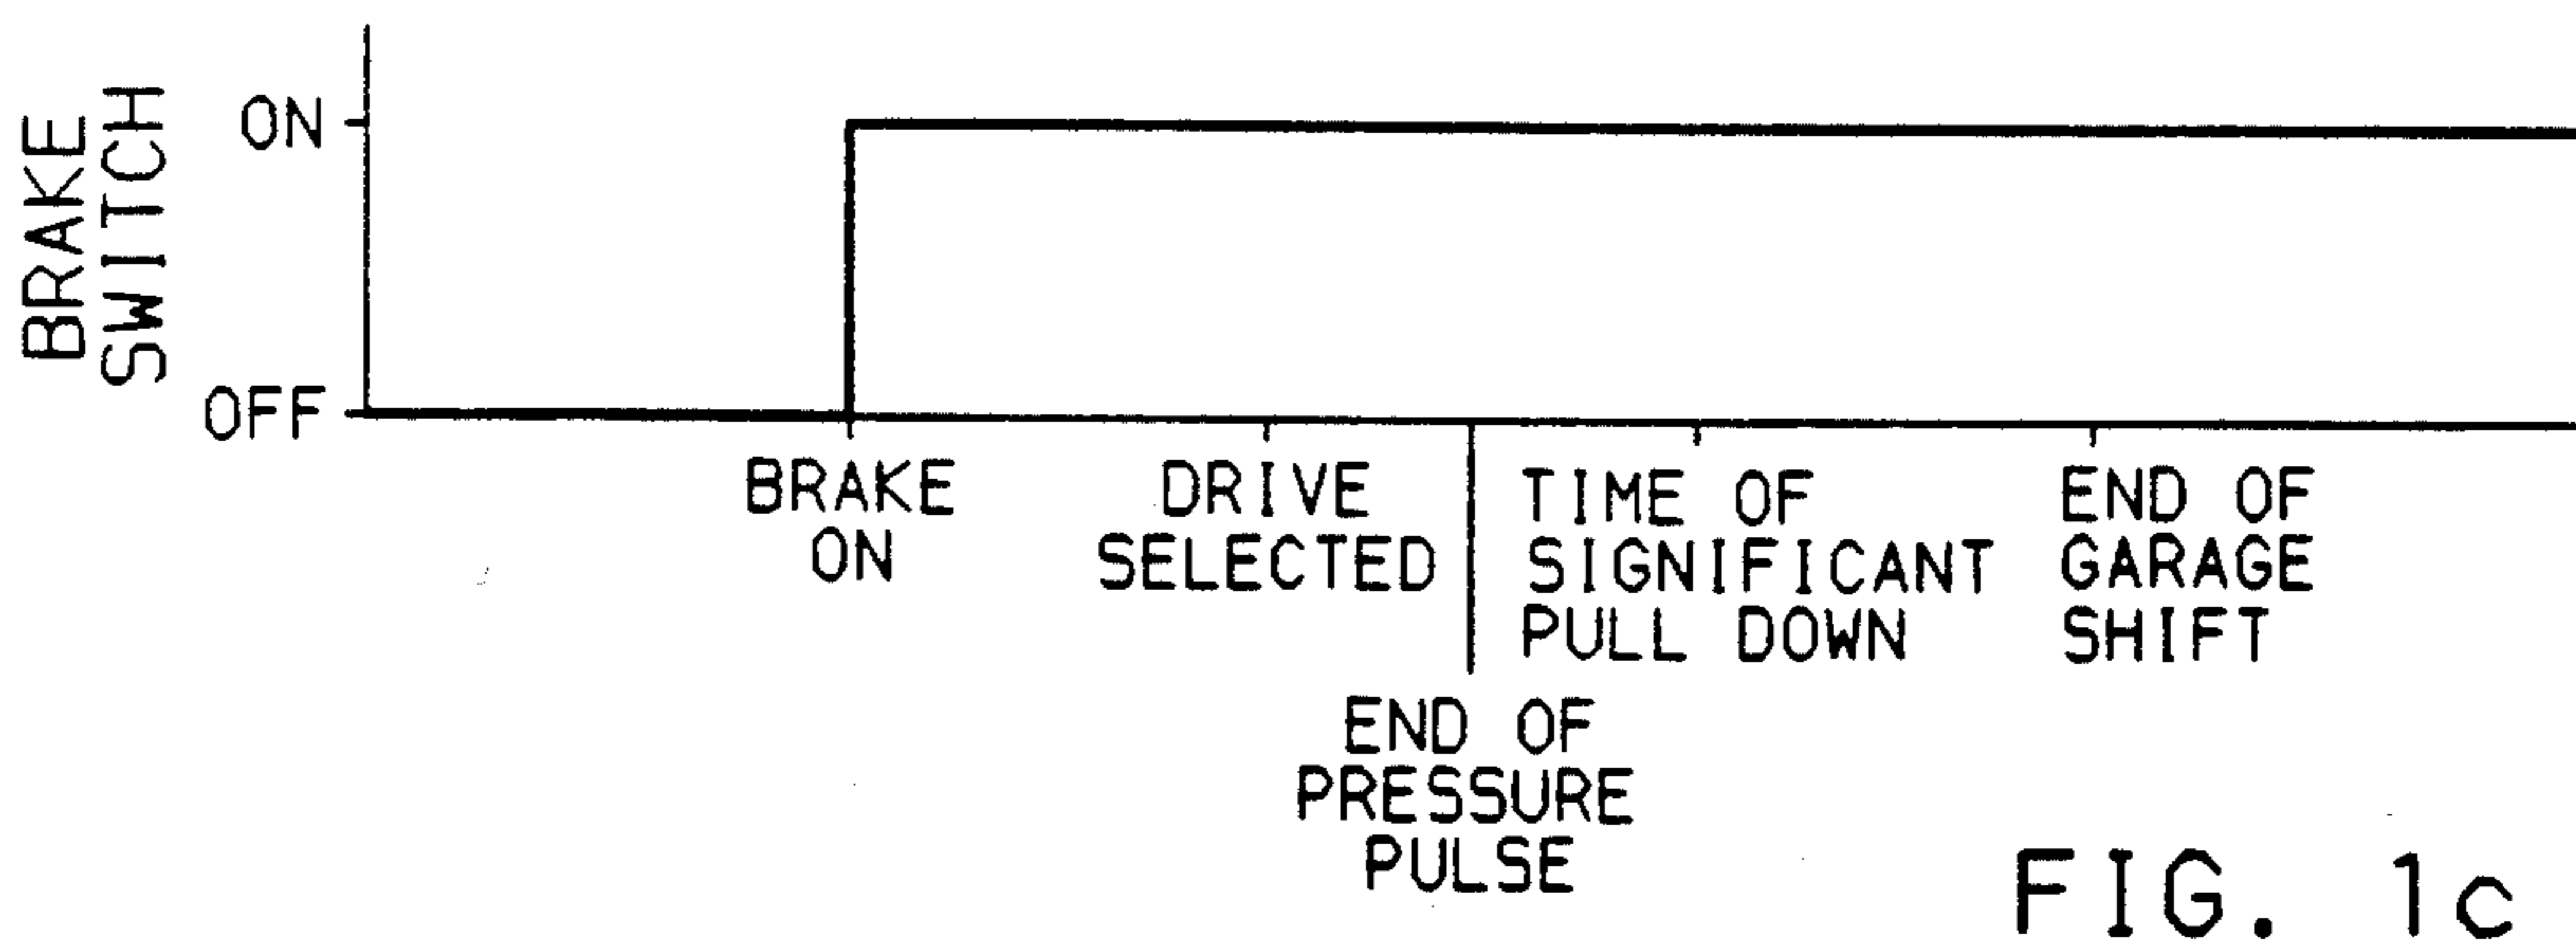 BRAKE
SWITCH
ON
OFF
BRAKE
ON
DRIVE
SELECTED
TIME OF
SIGNIFICANT
PULL DOWN
END OF
GARAGE
SHIFT
END OF
PRESSURE
PULSE
FIG. 1c